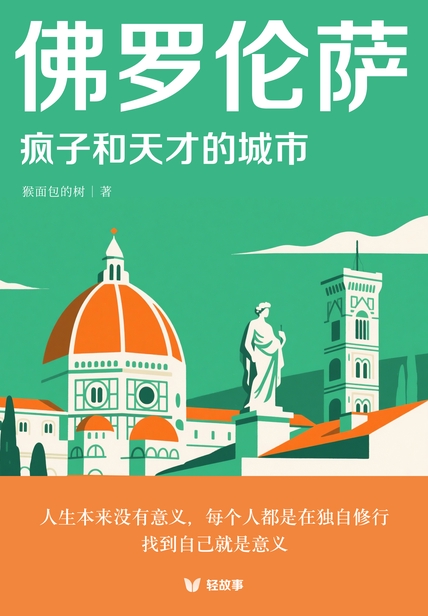 佛罗伦萨
疯子和天才的城市
猴面包的树｜著
人生本来没有意义，每个人都是在独自修行
找到自己就是意义
轻故事